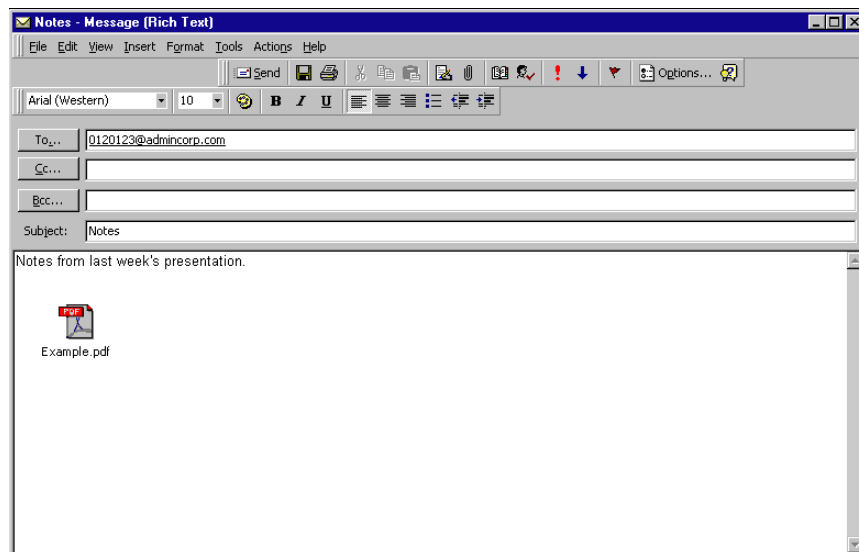 Notes - Message (Rich Text)
File Edit View Insert Format Tools Actions Help
Send Options...
Arial (Western) 10 B I U
To... 0120123@admincorp.com
Cc...
Bcc...
Subject: Notes
Notes from last week's presentation.
PDF
Example.pdf